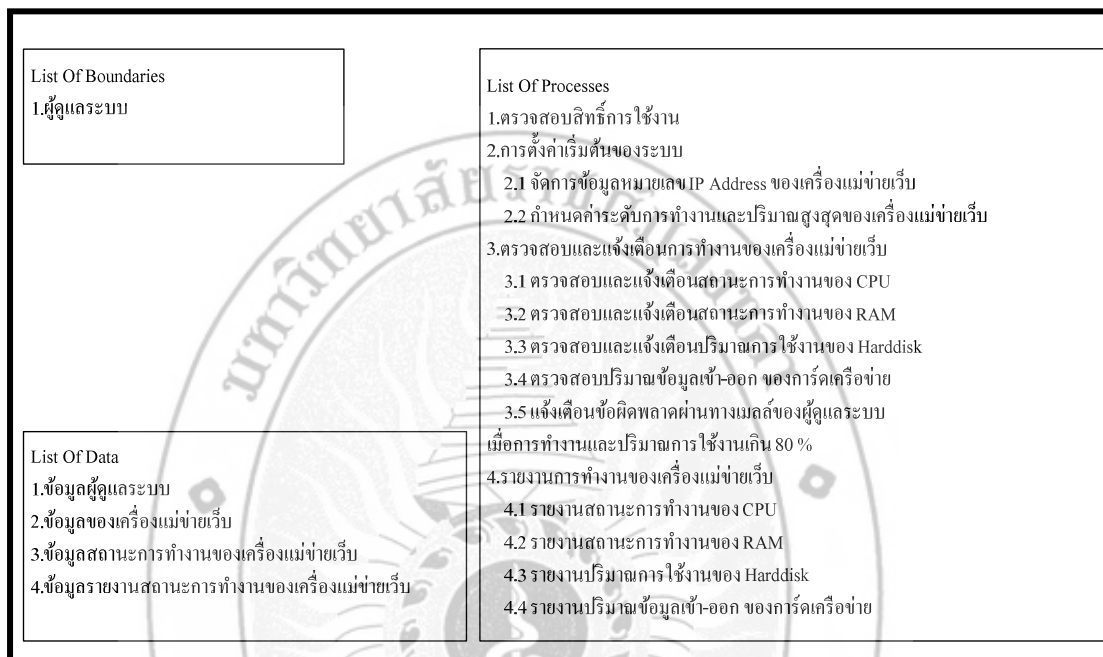 List Of Boundaries
1.ผู้ดูแลระบบ
List Of Processes
1.ตรวจสอบสิทธิ์การใช้งาน
2.การตั้งค่าเริ่มต้นของระบบ
2.1 จัดการข้อมูลหมายเลข IP Address ของเครื่องแม่ข่ายเว็บ
2.2 กำหนดค่าระดับการทำงานและปริมาณสูงสุดของเครื่องแม่ข่ายเว็บ
3.ตรวจสอบและแจ้งเตือนการทำงานของเครื่องแม่ข่ายเว็บ
3.1 ตรวจสอบและแจ้งเตือนสถานะการทำงานของ CPU
3.2 ตรวจสอบและแจ้งเตือนสถานะการทำงานของ RAM
3.3 ตรวจสอบและแจ้งเตือนปริมาณการใช้งานของ Harddisk
3.4 ตรวจสอบปริมาณข้อมูลเข้า-ออก ของการ์ดเครือข่าย
3.5 แจ้งเตือนข้อผิดพลาดผ่านทางเมลล์ของผู้ดูแลระบบ
เมื่อการทำงานและปริมาณการใช้งานเกิน 80 %
4.รายงานการทำงานของเครื่องแม่ข่ายเว็บ
4.1 รายงานสถานะการทำงานของ CPU
4.2 รายงานสถานะการทำงานของ RAM
4.3 รายงานปริมาณการใช้งานของ Harddisk
4.4 รายงานปริมาณข้อมูลเข้า-ออก ของการ์ดเครือข่าย
List Of Data
1.ข้อมูลผู้ดูแลระบบ
2.ข้อมูลของเครื่องแม่ข่ายเว็บ
3.ข้อมูลสถานะการทำงานของเครื่องแม่ข่ายเว็บ
4.ข้อมูลรายงานสถานะการทำงานของเครื่องแม่ข่ายเว็บ